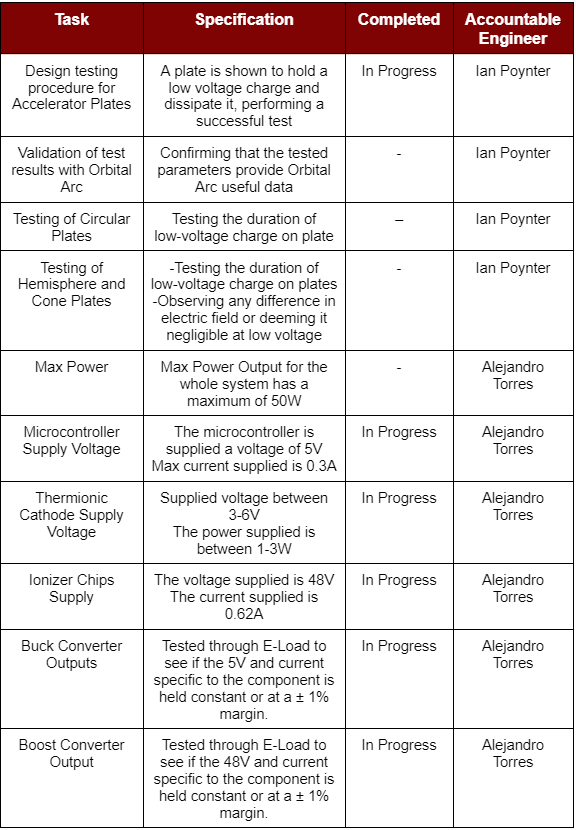 Task
Specification
Completed
Accountable
Engineer
Design testing
procedure for
Accelerator Plates
A plate is shown to hold a
low voltage charge and
dissipate it, performing a
successful test
In Progress
Ian Poynter
Validation of test
results with Orbital
Arc
Confirming that the tested
parameters provide Orbital
Arc useful data
-
Ian Poynter
Testing of Circular
Plates
Testing the duration of
low-voltage charge on plate
–
Ian Poynter
Testing of
Hemisphere and
Cone Plates
-Testing the duration of
low-voltage charge on plates
-Observing any difference in
electric field or deeming it
negligible at low voltage
-
Ian Poynter
Max Power
Max Power Output for the
whole system has a
maximum of 50W
-
Alejandro
Torres
Microcontroller
Supply Voltage
The microcontroller is
supplied a voltage of 5V
Max current supplied is 0.3A
In Progress
Alejandro
Torres
Thermionic
Cathode Supply
Voltage
Supplied voltage between
3-6V
The power supplied is
between 1-3W
In Progress
Alejandro
Torres
Ionizer Chips
Supply
The voltage supplied is 48V
The current supplied is
0.62A
In Progress
Alejandro
Torres
Buck Converter
Outputs
Tested through E-Load to
see if the 5V and current
specific to the component is
held constant or at a ± 1%
margin.
In Progress
Alejandro
Torres
Boost Converter
Output
Tested through E-Load to
see if the 48V and current
specific to the component is
held constant or at a ± 1%
margin.
In Progress
Alejandro
Torres